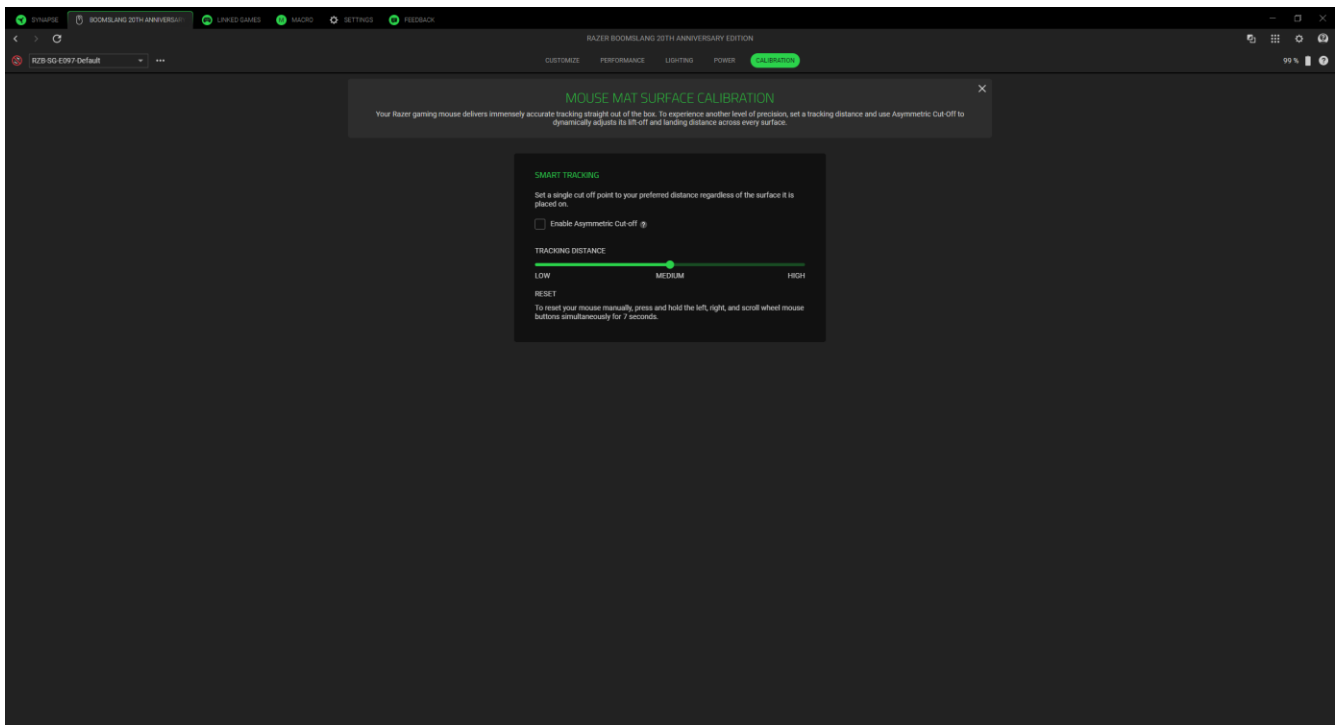 SYNAPSE
BOOMSLANG 20TH ANNIVERSARY
LINKED GAMES
MACRO
SETTINGS
FEEDBACK
RAZER BOOMSLANG 20TH ANNIVERSARY EDITION
RZB-SG-E097-Default
CUSTOMIZE
PERFORMANCE
LIGHTING
POWER
CALIBRATION
99 %
MOUSE MAT SURFACE CALIBRATION
Your Razer gaming mouse delivers immensely accurate tracking straight out of the box. To experience another level of precision, set a tracking distance and use Asymmetric Cut-Off to
dynamically adjusts its lift-off and landing distance across every surface.
SMART TRACKING
Set a single cut off point to your preferred distance regardless of the surface it is
placed on.
Enable Asymmetric Cut-off ?
TRACKING DISTANCE
LOW
MEDIUM
HIGH
RESET
To reset your mouse manually, press and hold the left, right, and scroll wheel mouse
buttons simultaneously for 7 seconds.